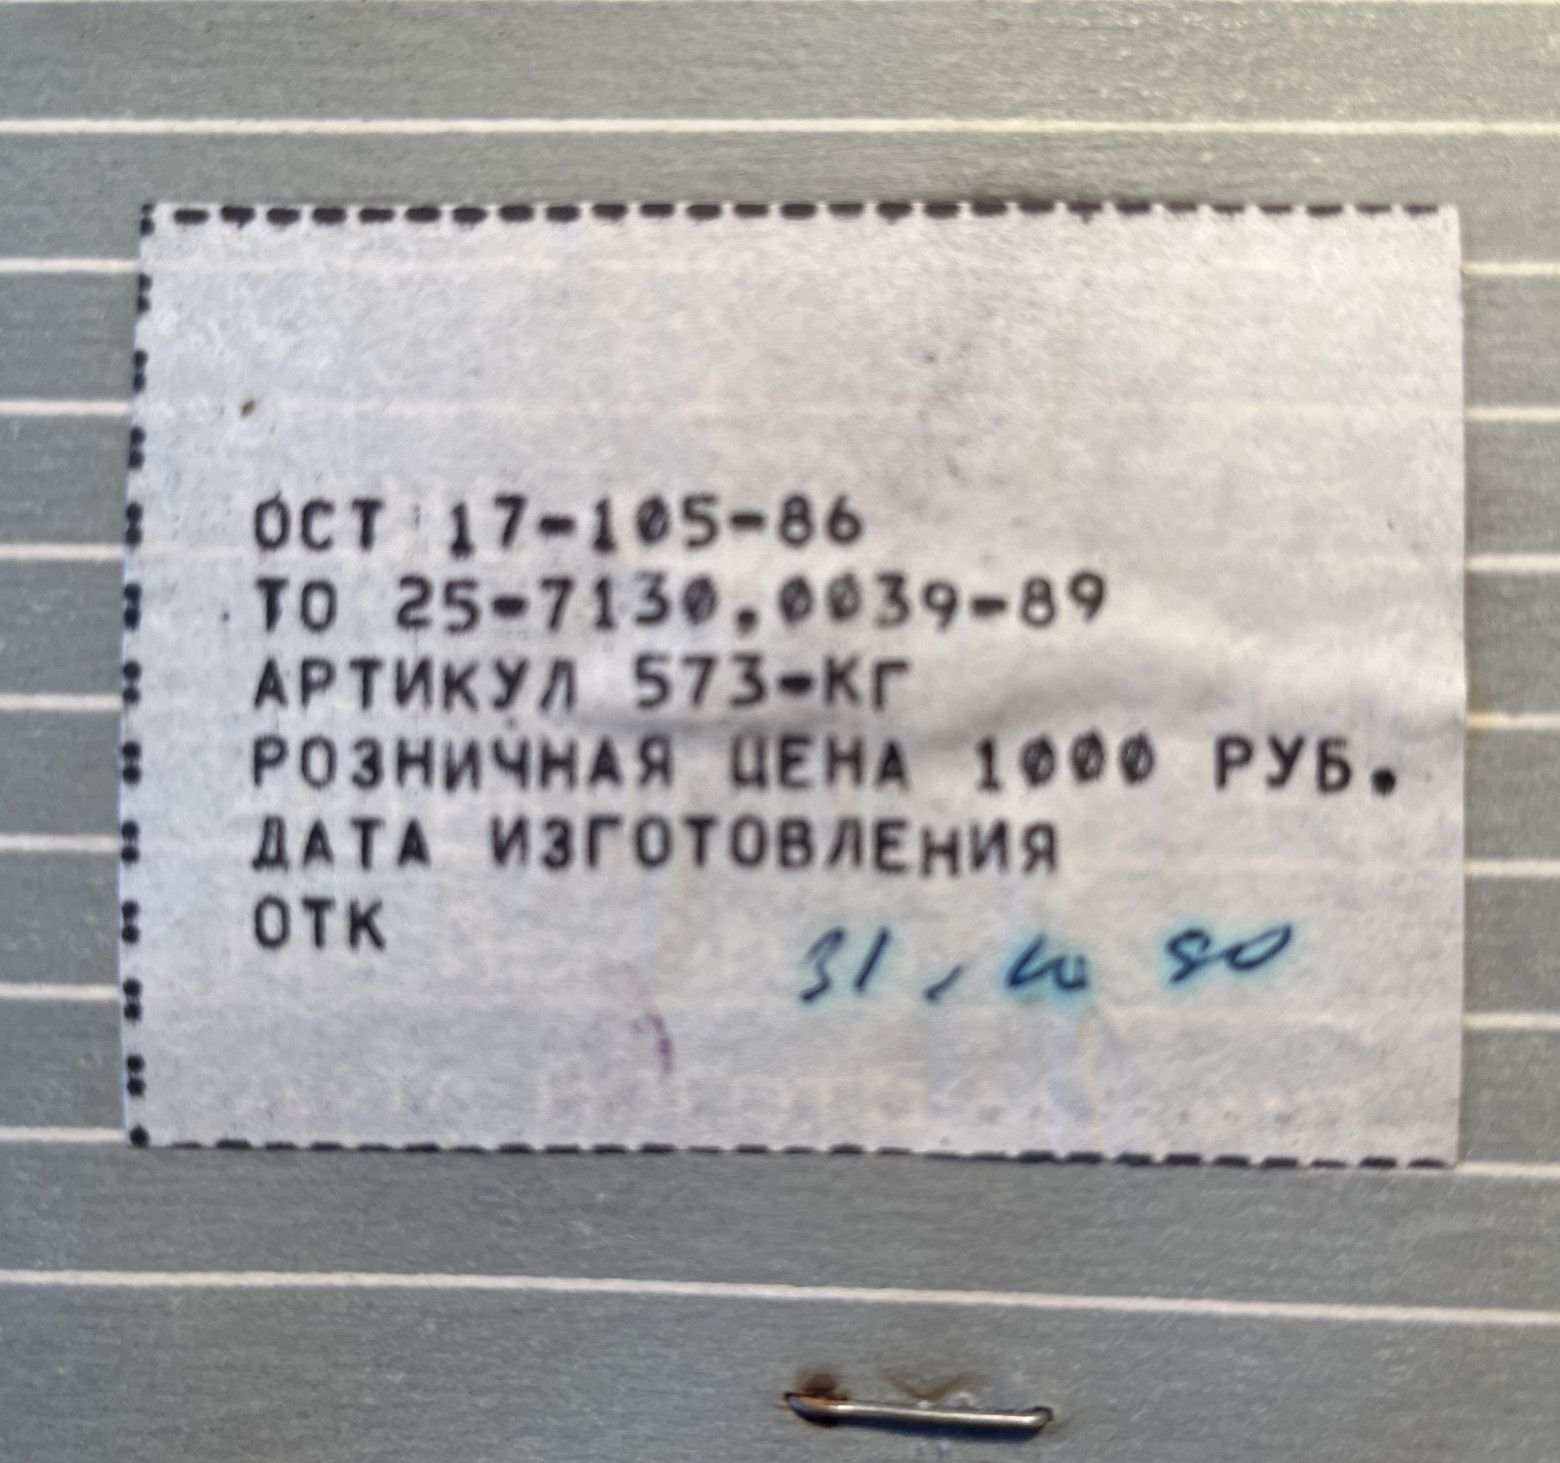 ОСТ 17-105-86
ТО 25-7130.0039-89
АРТИКУЛ 573-КГ
РОЗНИЧНАЯ ЦЕНА 1000 РУБ.
ДАТА ИЗГОТОВЛЕНИЯ
ОТК
31. 10 90